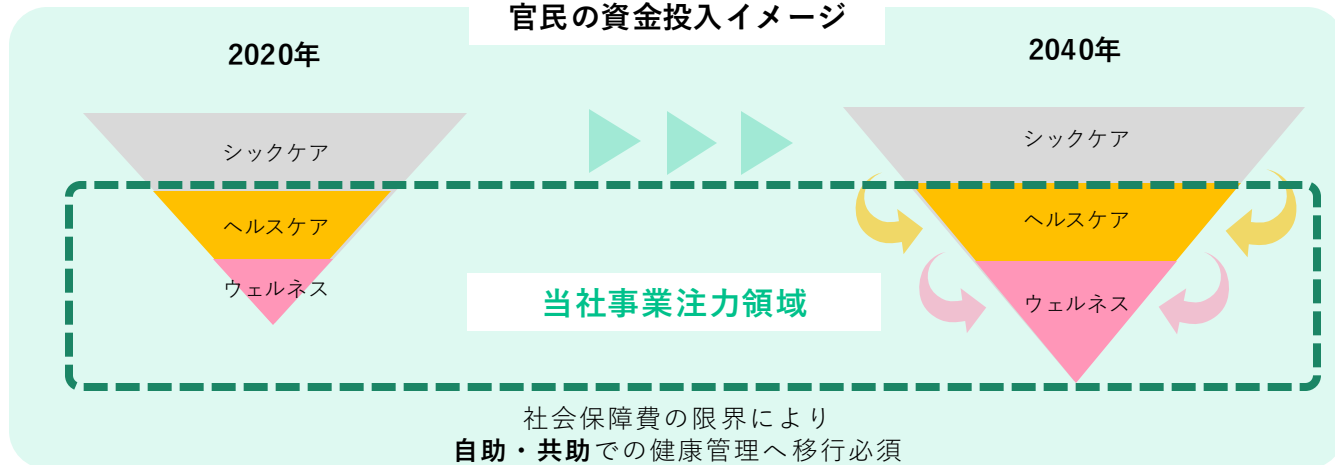 官民の資金投入イメージ
2020年
2040年
シックケア
シックケア
ヘルスケア
ヘルスケア
ウェルネス
ウェルネス
当社事業注力領域
社会保障費の限界により
自助・共助での健康管理へ移行必須